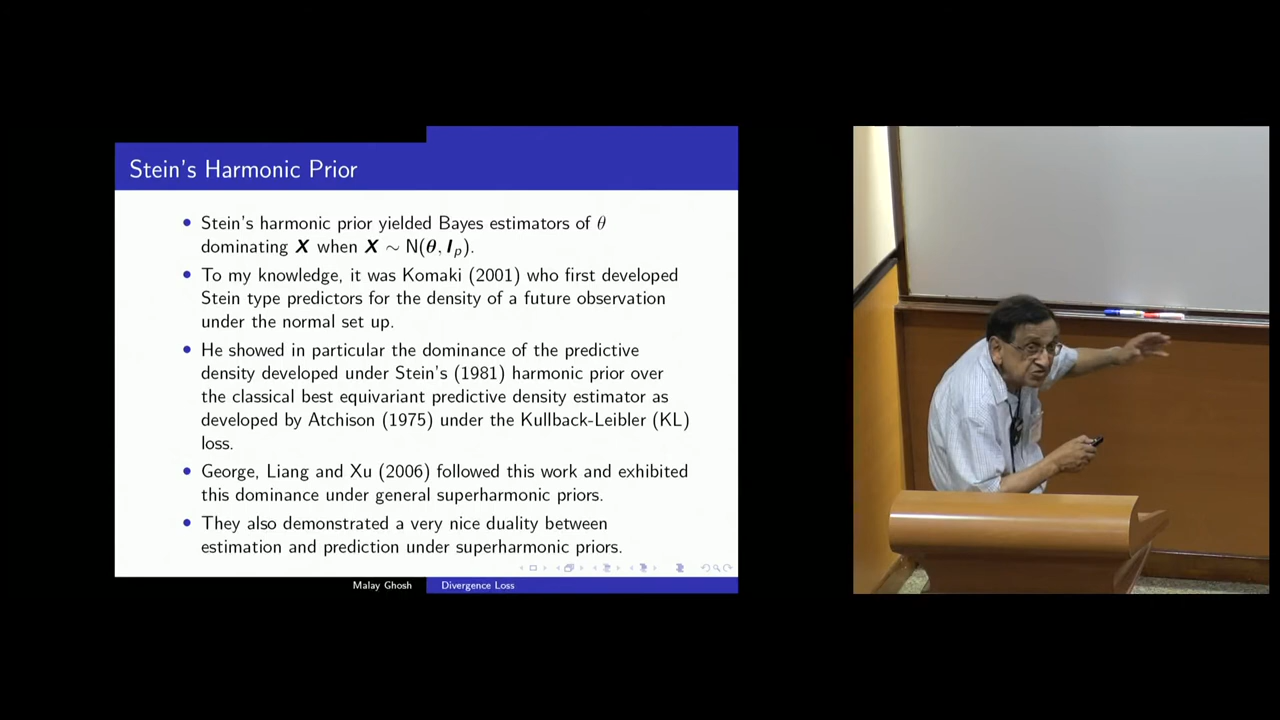 Stein's Harmonic Prior
• Stein's harmonic prior yielded Bayes estimators of θ
dominating X when X ∼ N(θ, I_p).
• To my knowledge, it was Komaki (2001) who first developed
Stein type predictors for the density of a future observation
under the normal set up.
• He showed in particular the dominance of the predictive
density developed under Stein's (1981) harmonic prior over
the classical best equivariant predictive density estimator as
developed by Atchison (1975) under the Kullback-Leibler (KL)
loss.
• George, Liang and Xu (2006) followed this work and exhibited
this dominance under general superharmonic priors.
• They also demonstrated a very nice duality between
estimation and prediction under superharmonic priors.
Malay Ghosh
Divergence Loss